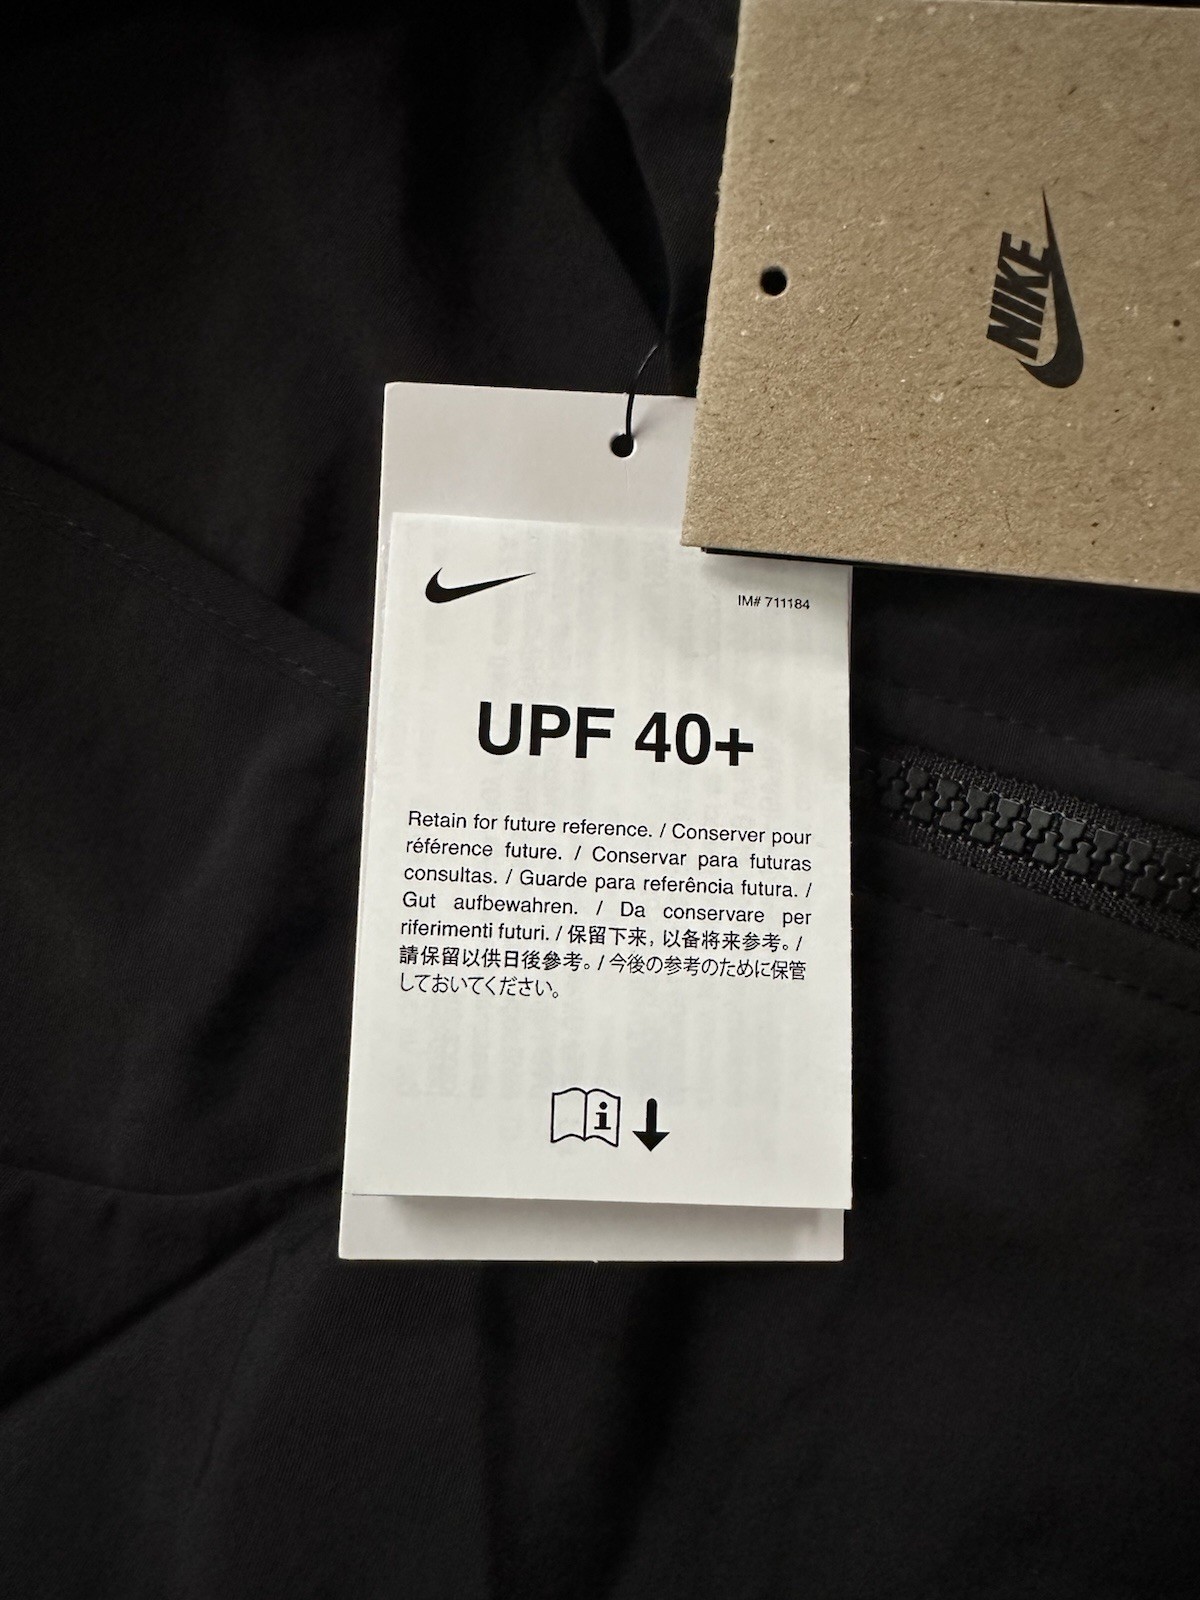 NIKE
IM# 711184
UPF 40+
Retain for future reference. / Conserver pour
référence future. / Conservar para futuras
consultas. / Guarde para referência futura. /
Gut aufbewahren. / Da conservare per
riferimenti futuri. / 保留下来，以备将来参考。/
請保留以供日後參考。/ 今後の参考のために保管
しておいてください。
i